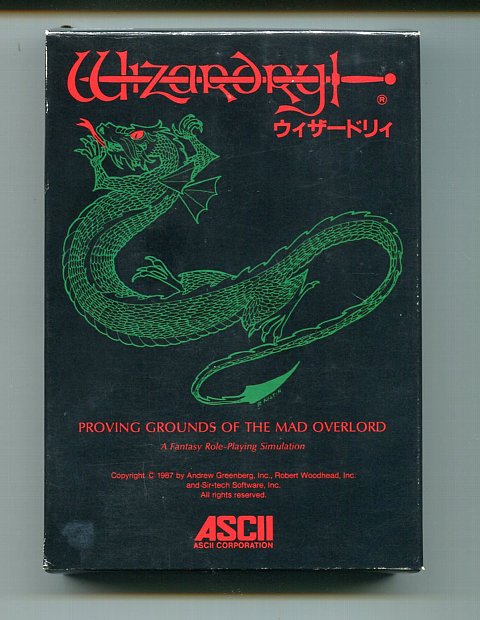 Wizardry
®
ウィザードリィ
PROVING GROUNDS OF THE MAD OVERLORD
A Fantasy Role-Playing Simulation
Copyright C 1987 by Andrew Greenberg, Inc., Robert Woodhead, Inc.
and Sir-tech Software, Inc.
All rights reserved.
ASCII
ASCII CORPORATION